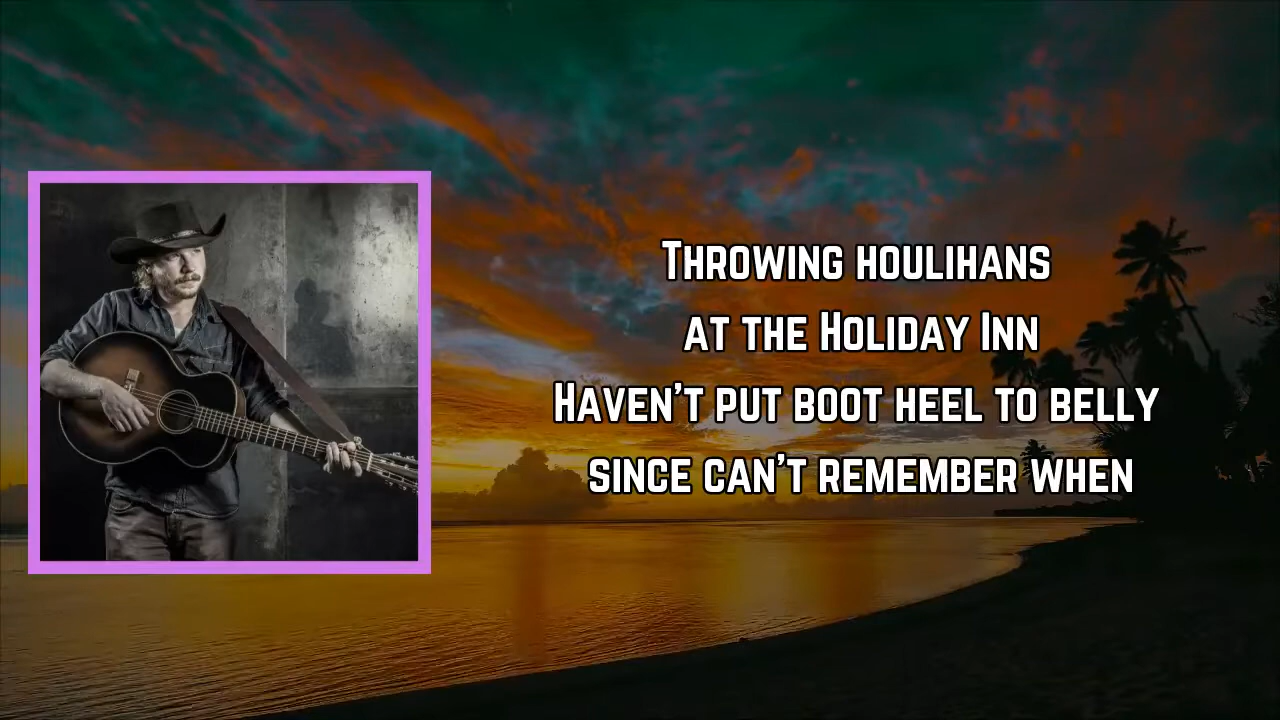 Throwing houlihans
at the Holiday Inn
Haven't put boot heel to belly
since can't remember when